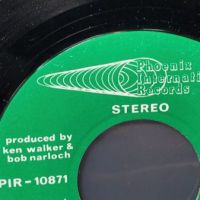 Phoenix
Internati
Records
STEREO
produced by
ken walker &
bob narloch
PIR-10871